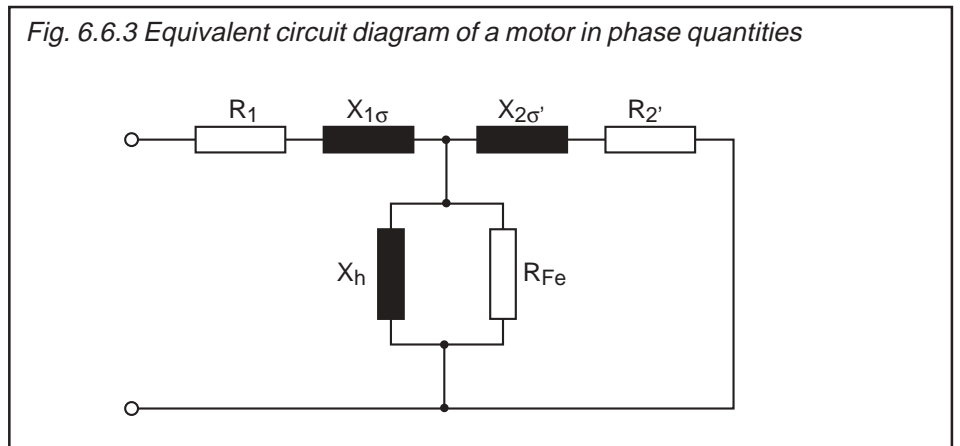 Fig. 6.6.3 Equivalent circuit diagram of a motor in phase quantities
R1 X1σ X2σ' R2'
Xh RFe